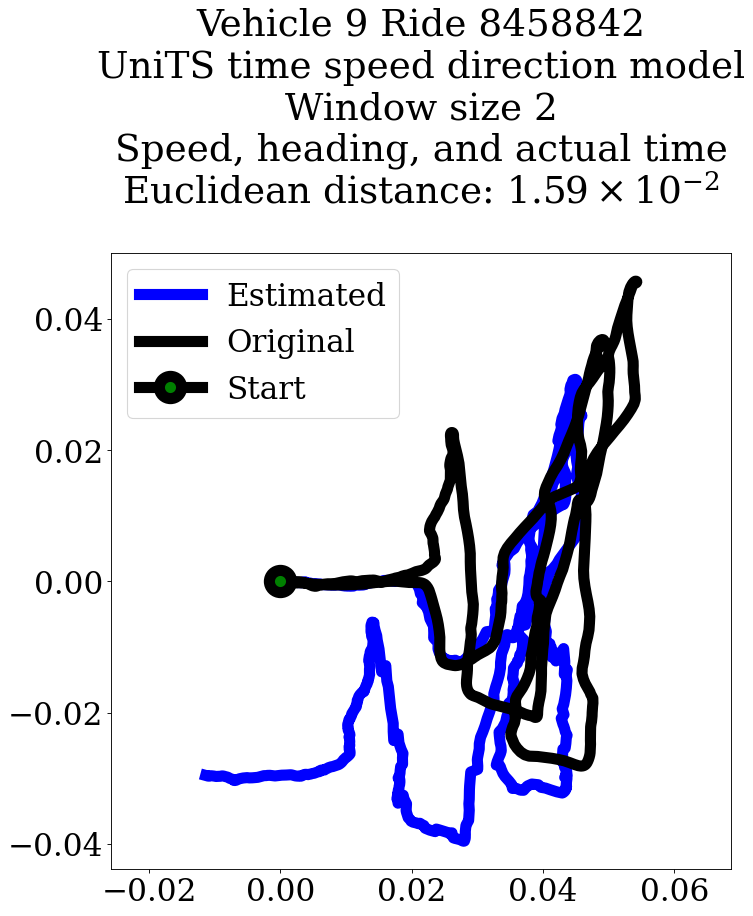 Vehicle 9 Ride 8458842
UniTS time speed direction model
Window size 2
Speed, heading, and actual time
Euclidean distance: 1.59 × 10⁻²
Estimated
Original
Start
0.04
0.02
0.00
−0.02
−0.04
−0.02 0.00 0.02 0.04 0.06